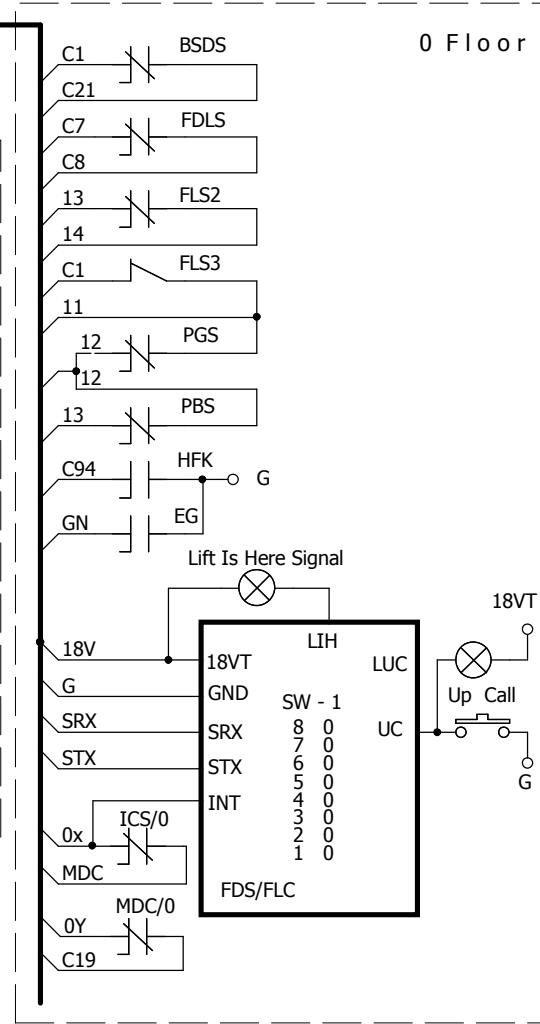 0 Floor
C1 BSDS
C21
C7 FDLS
C8
13 FLS2
14
C1 FLS3
11
12 PGS
12
13 PBS
C94 HFK G
GN EG
Lift Is Here Signal
18VT
18V 18VT LIH LUC
G GND Up Call
SW - 1
SRX SRX 8 0 UC
7 0
STX STX 6 0
5 0 G
INT 4 0
3 0
0x ICS/0 2 0
1 0
MDC
FDS/FLC
MDC/0
0Y
C19